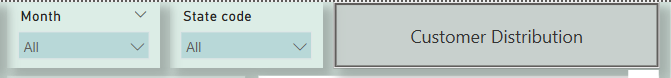 Month
State code
All
All
Customer Distribution